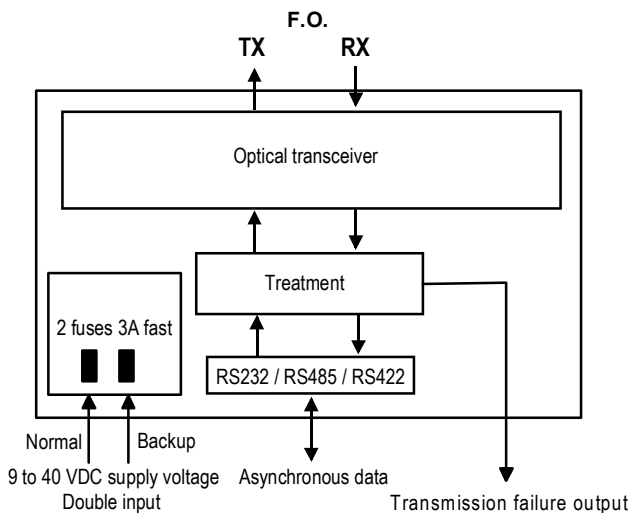 F.O.
TX RX
Optical transceiver
Treatment
2 fuses 3A fast
RS232 / RS485 / RS422
Normal Backup
9 to 40 VDC supply voltage
Double input
Asynchronous data
Transmission failure output